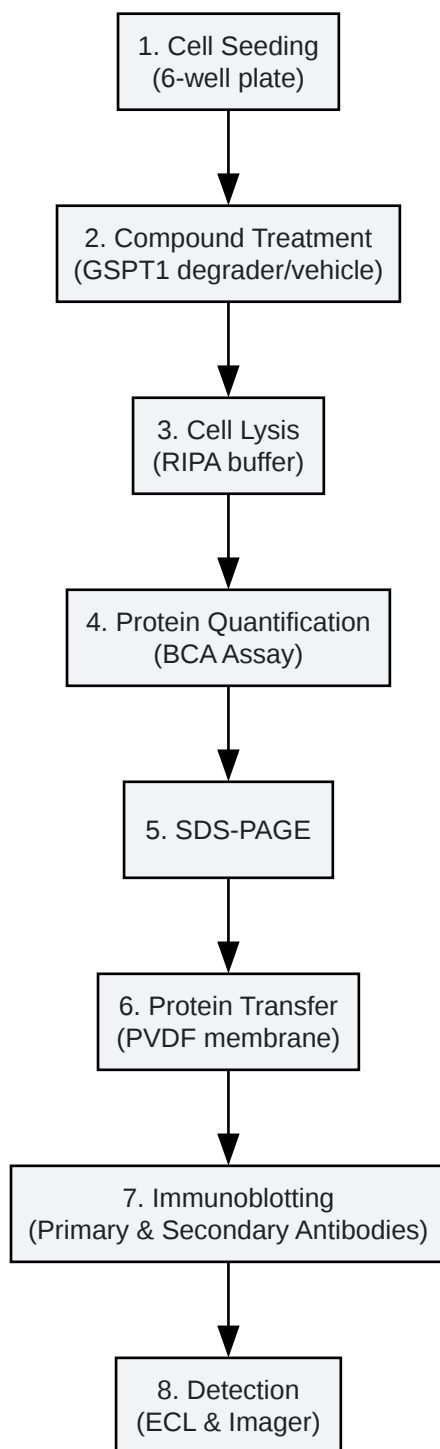 1. Cell Seeding
(6-well plate)
2. Compound Treatment
(GSPT1 degrader/vehicle)
3. Cell Lysis
(RIPA buffer)
4. Protein Quantification
(BCA Assay)
5. SDS-PAGE
6. Protein Transfer
(PVDF membrane)
7. Immunoblotting
(Primary & Secondary Antibodies)
8. Detection
(ECL & Imager)